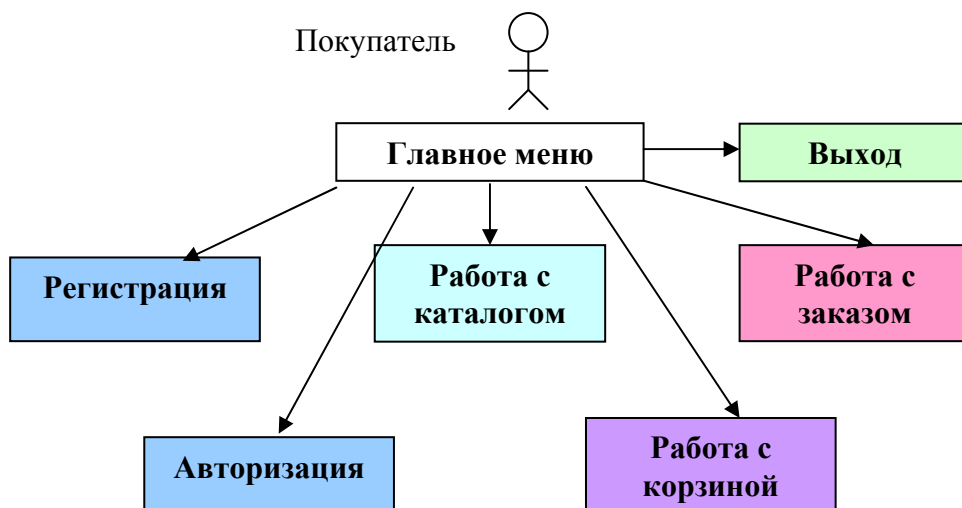 Покупатель
Главное меню
Выход
Регистрация
Работа с
каталогом
Работа с
заказом
Авторизация
Работа с
корзиной